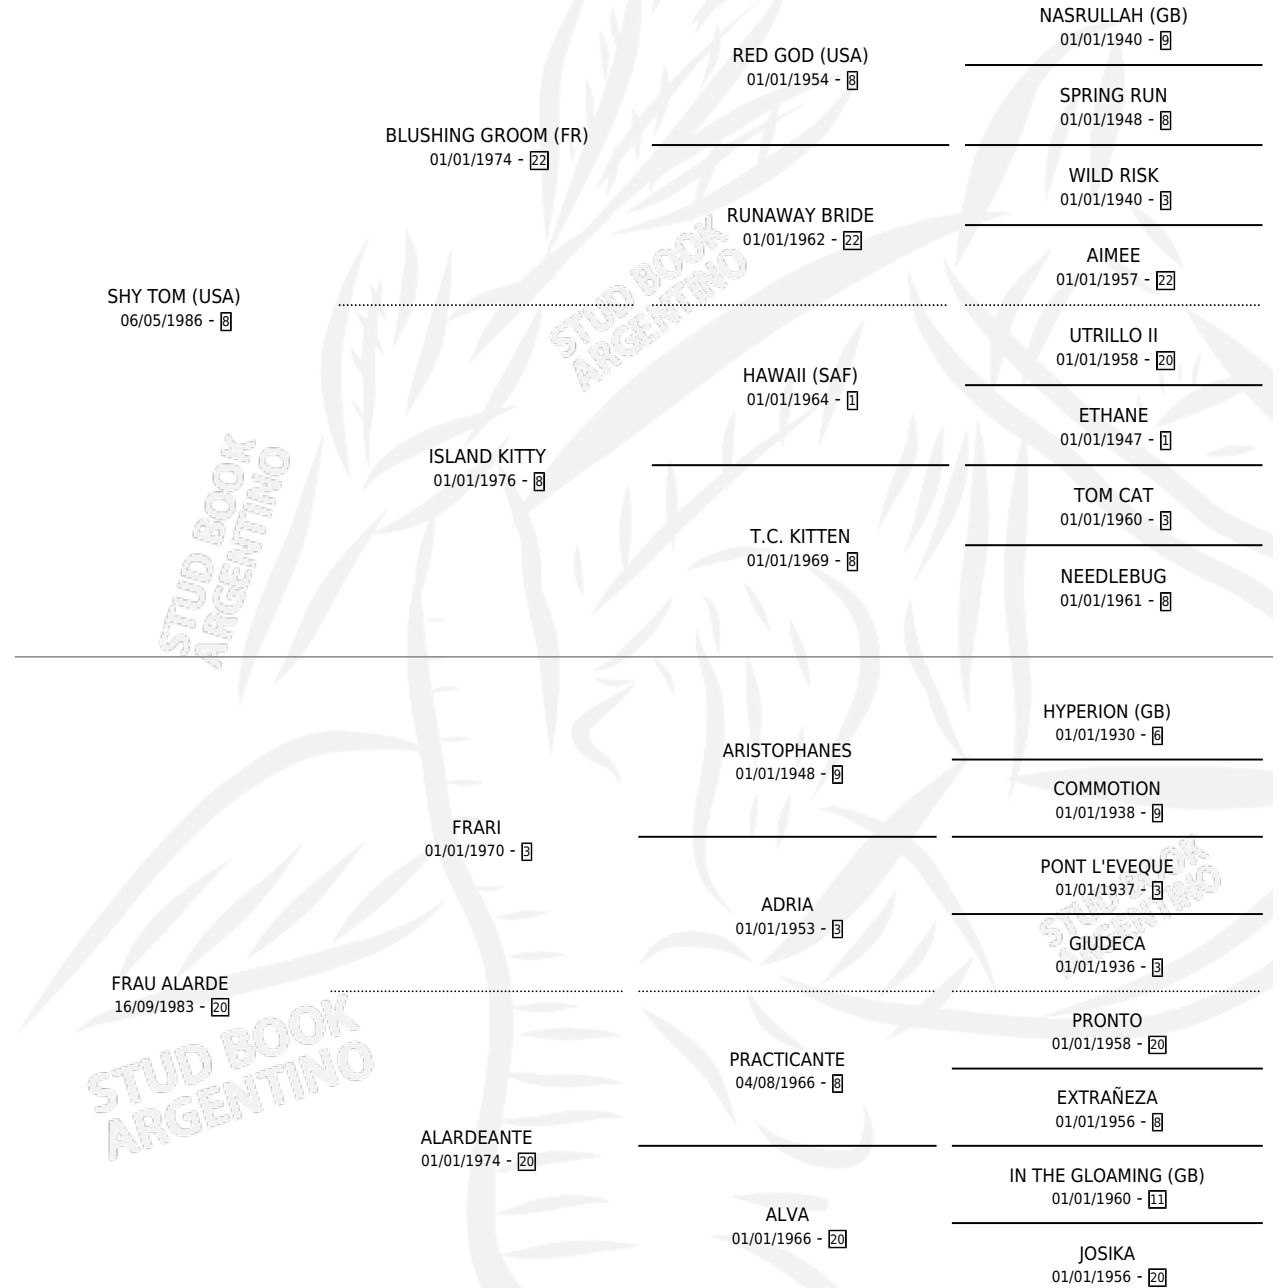 NASRULLAH (GB)
01/01/1940 - 9
RED GOD (USA)
01/01/1954 - 8
SPRING RUN
01/01/1948 - 8
BLUSHING GROOM (FR)
01/01/1974 - 22
WILD RISK
01/01/1940 - 3
RUNAWAY BRIDE
01/01/1962 - 22
AIMEE
01/01/1957 - 22
SHY TOM (USA)
06/05/1986 - 8
UTRILLO II
01/01/1958 - 20
HAWAII (SAF)
01/01/1964 - 1
ETHANE
01/01/1947 - 1
ISLAND KITTY
01/01/1976 - 8
TOM CAT
01/01/1960 - 3
T.C. KITTEN
01/01/1969 - 8
NEEDLEBUG
01/01/1961 - 8
HYPERION (GB)
01/01/1930 - 6
ARISTOPHANES
01/01/1948 - 9
COMMOTION
01/01/1938 - 9
FRARI
01/01/1970 - 3
PONT L'EVEQUE
01/01/1937 - 3
ADRIA
01/01/1953 - 3
GIUDECA
01/01/1936 - 3
FRAU ALARDE
16/09/1983 - 20
PRONTO
01/01/1958 - 20
PRACTICANTE
04/08/1966 - 8
EXTRAÑEZA
01/01/1956 - 8
ALARDEANTE
01/01/1974 - 20
IN THE GLOAMING (GB)
01/01/1960 - 11
ALVA
01/01/1966 - 20
JOSIKA
01/01/1956 - 20
STUD BOOK
ARGENTINO
STUD BOOK
ARGENTINO
STUD BOOK
ARGENTINO
STUD BOOK
ARGENTINO